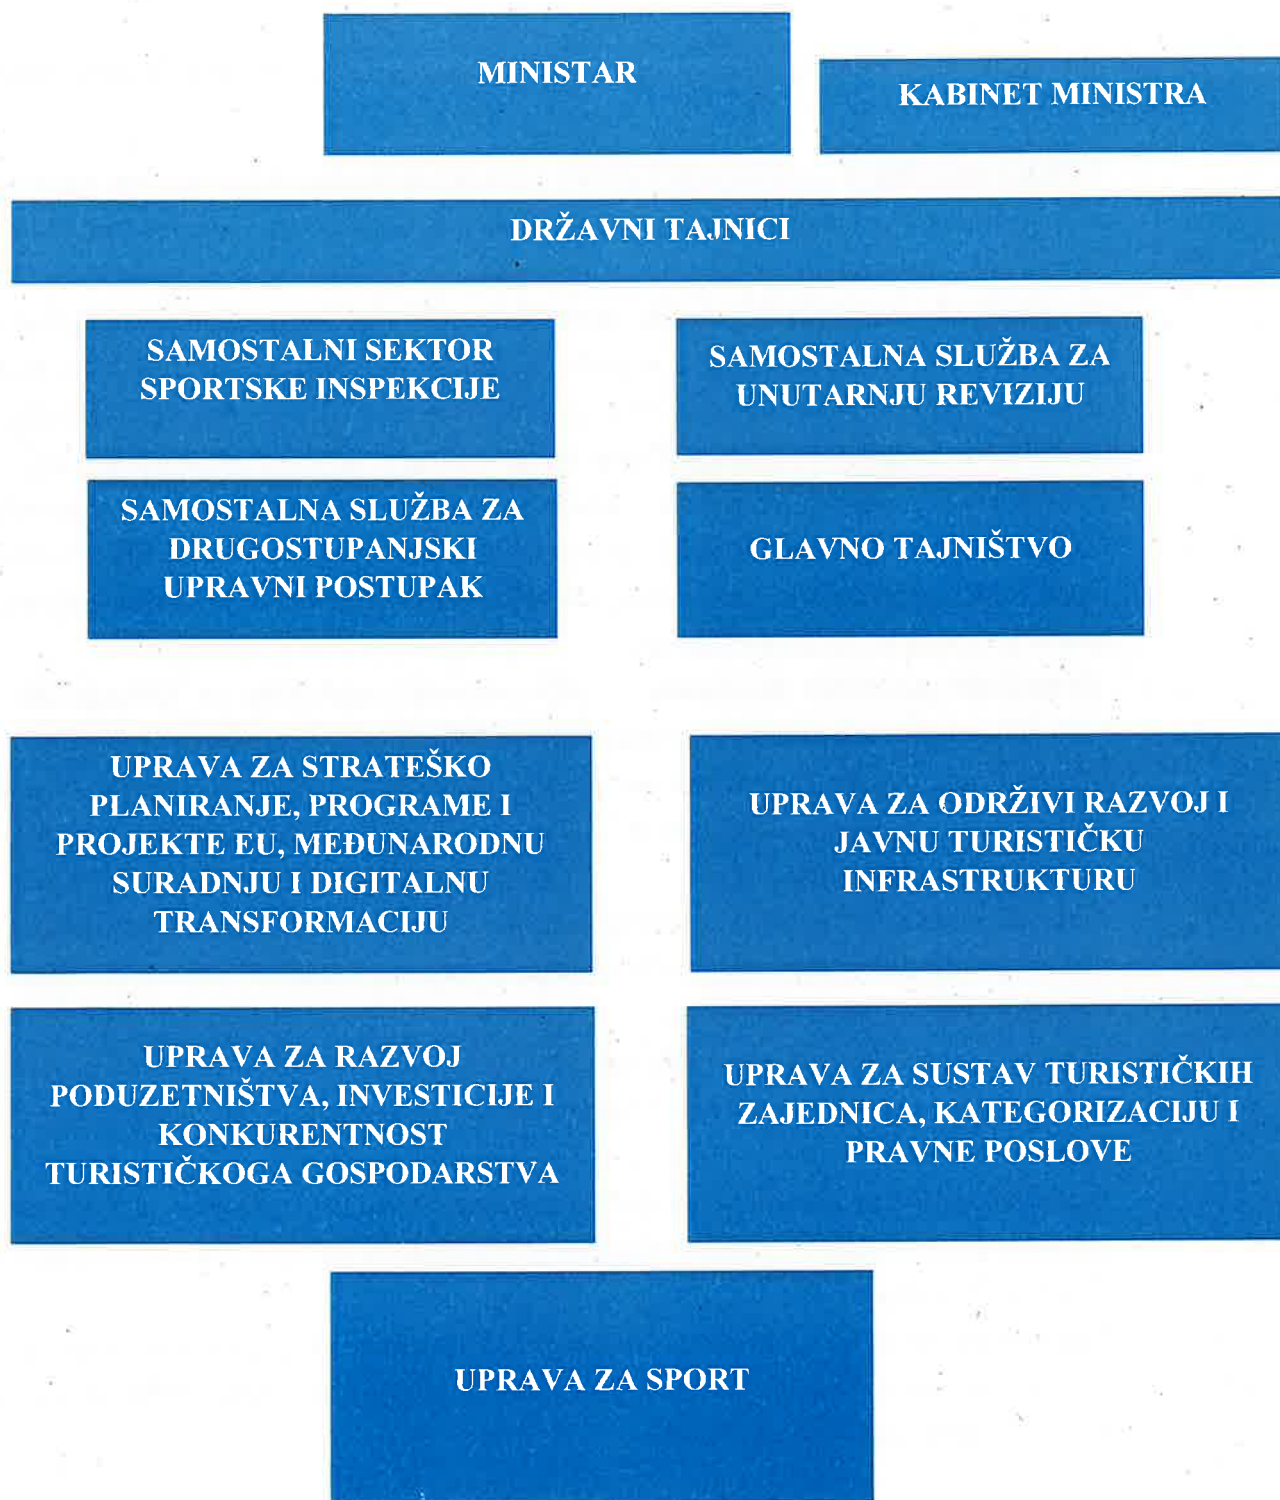 MINISTAR
KABINET MINISTRA
DRŽAVNI TAJNICI
SAMOSTALNI SEKTOR
SPORTSKE INSPEKCIJE
SAMOSTALNA SLUŽBA ZA
UNUTARNJU REVIZIJU
SAMOSTALNA SLUŽBA ZA
DRUGOSTUPANJSKI
UPRAVNI POSTUPAK
GLAVNO TAJNIŠTVO
UPRAVA ZA STRATEŠKO
PLANIRANJE, PROGRAME I
PROJEKTE EU, MEĐUNARODNU
SURADNJU I DIGITALNU
TRANSFORMACIJU
UPRAVA ZA ODRŽIVI RAZVOJ I
JAVNU TURISTIČKU
INFRASTRUKTURU
UPRAVA ZA RAZVOJ
PODUZETNIŠTVA, INVESTICIJE I
KONKURENTNOST
TURISTIČKOGA GOSPODARSTVA
UPRAVA ZA SUSTAV TURISTIČKIH
ZAJEDNICA, KATEGORIZACIJU I
PRAVNE POSLOVE
UPRAVA ZA SPORT